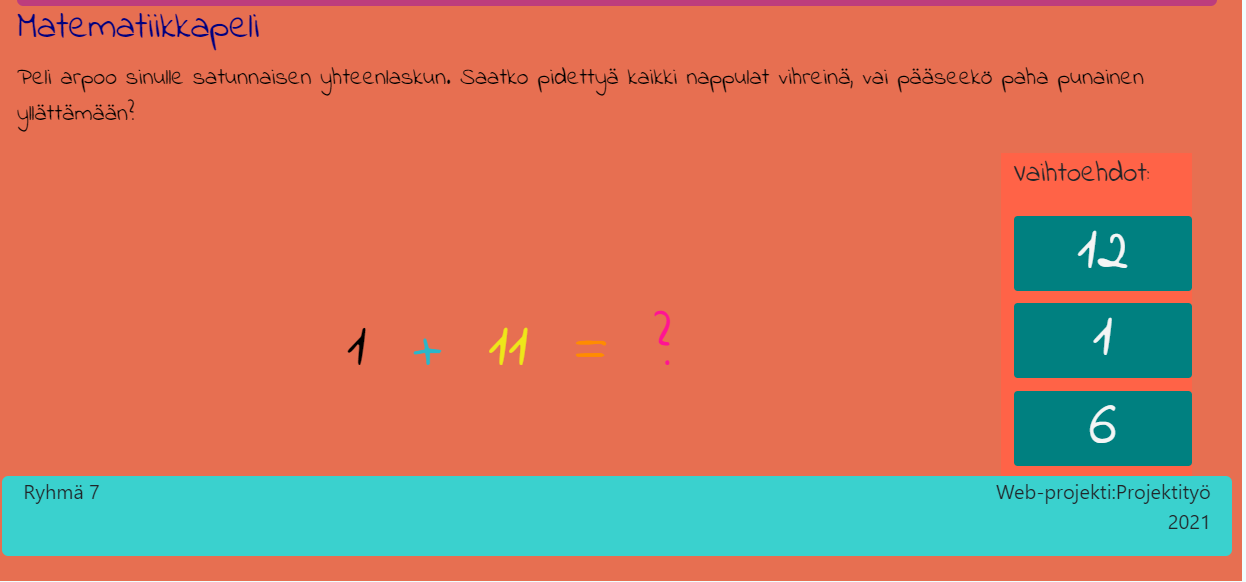 Matematiikkapeli
Peli arpoo sinulle satunnaisen yhteenlaskun. Saatko pidettyä kaikki nappulat vihreinä, vai pääseekö paha punainen
yllättämään?
Vaihtoehdot:
12
1 + 11 = ?
1
6
Ryhmä 7
Web-projekti:Projektityö
2021